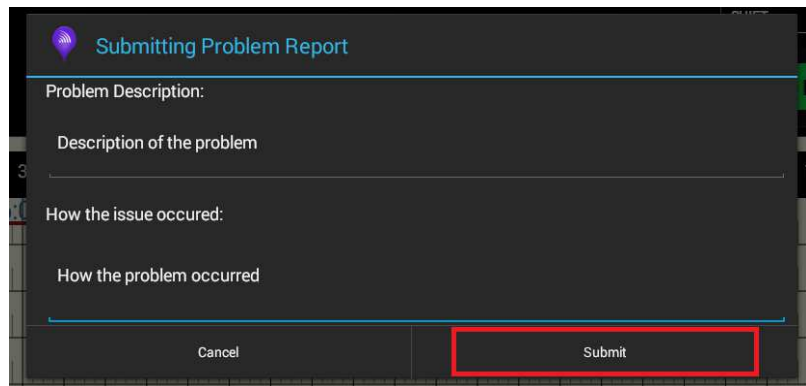 Submitting Problem Report
Problem Description:
Description of the problem
3
How the issue occured:
How the problem occurred
Cancel
Submit